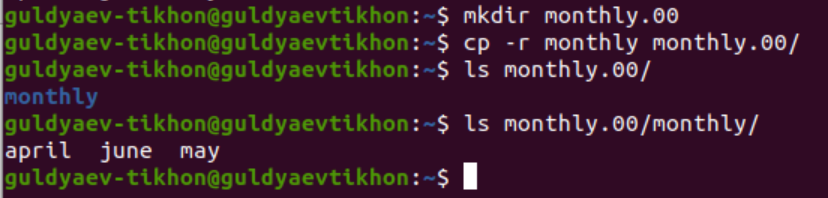 guldyaev-tikhon@guldyaevtikhon:~$ mkdir monthly.00
guldyaev-tikhon@guldyaevtikhon:~$ cp -r monthly monthly.00/
guldyaev-tikhon@guldyaevtikhon:~$ ls monthly.00/
monthly
guldyaev-tikhon@guldyaevtikhon:~$ ls monthly.00/monthly/
april  june  may
guldyaev-tikhon@guldyaevtikhon:~$